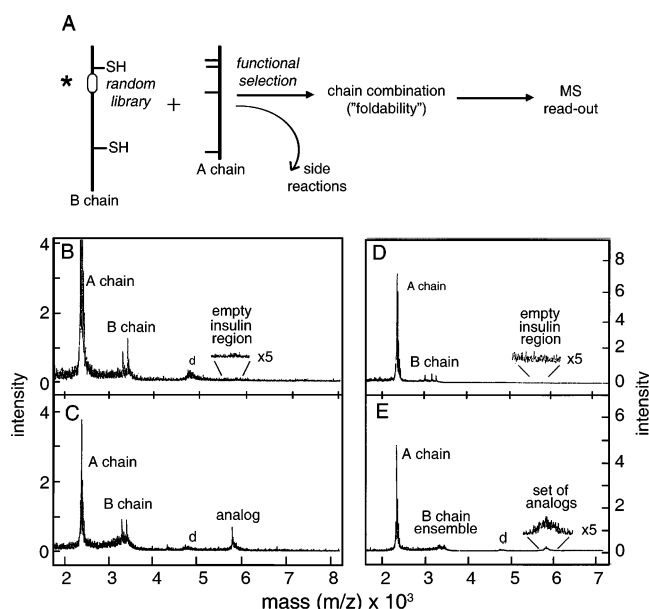 A
SH
*
random
library
SH
B chain
+
A chain
functional
selection
side
reactions
chain combination
("foldability")
MS
read-out
B
4
2
0
A chain
B chain
d
empty
insulin
region
x5
D
8
6
4
2
0
A chain
B chain
empty
insulin
region
x5
C
4
2
0
A chain
B chain
d
analog
E
6
4
2
0
A chain
B chain
ensemble
d
set of
analogs
x5
intensity
intensity
2 3 4 5 6 7 8
2 3 4 5 6 7
mass (m/z) x 10³